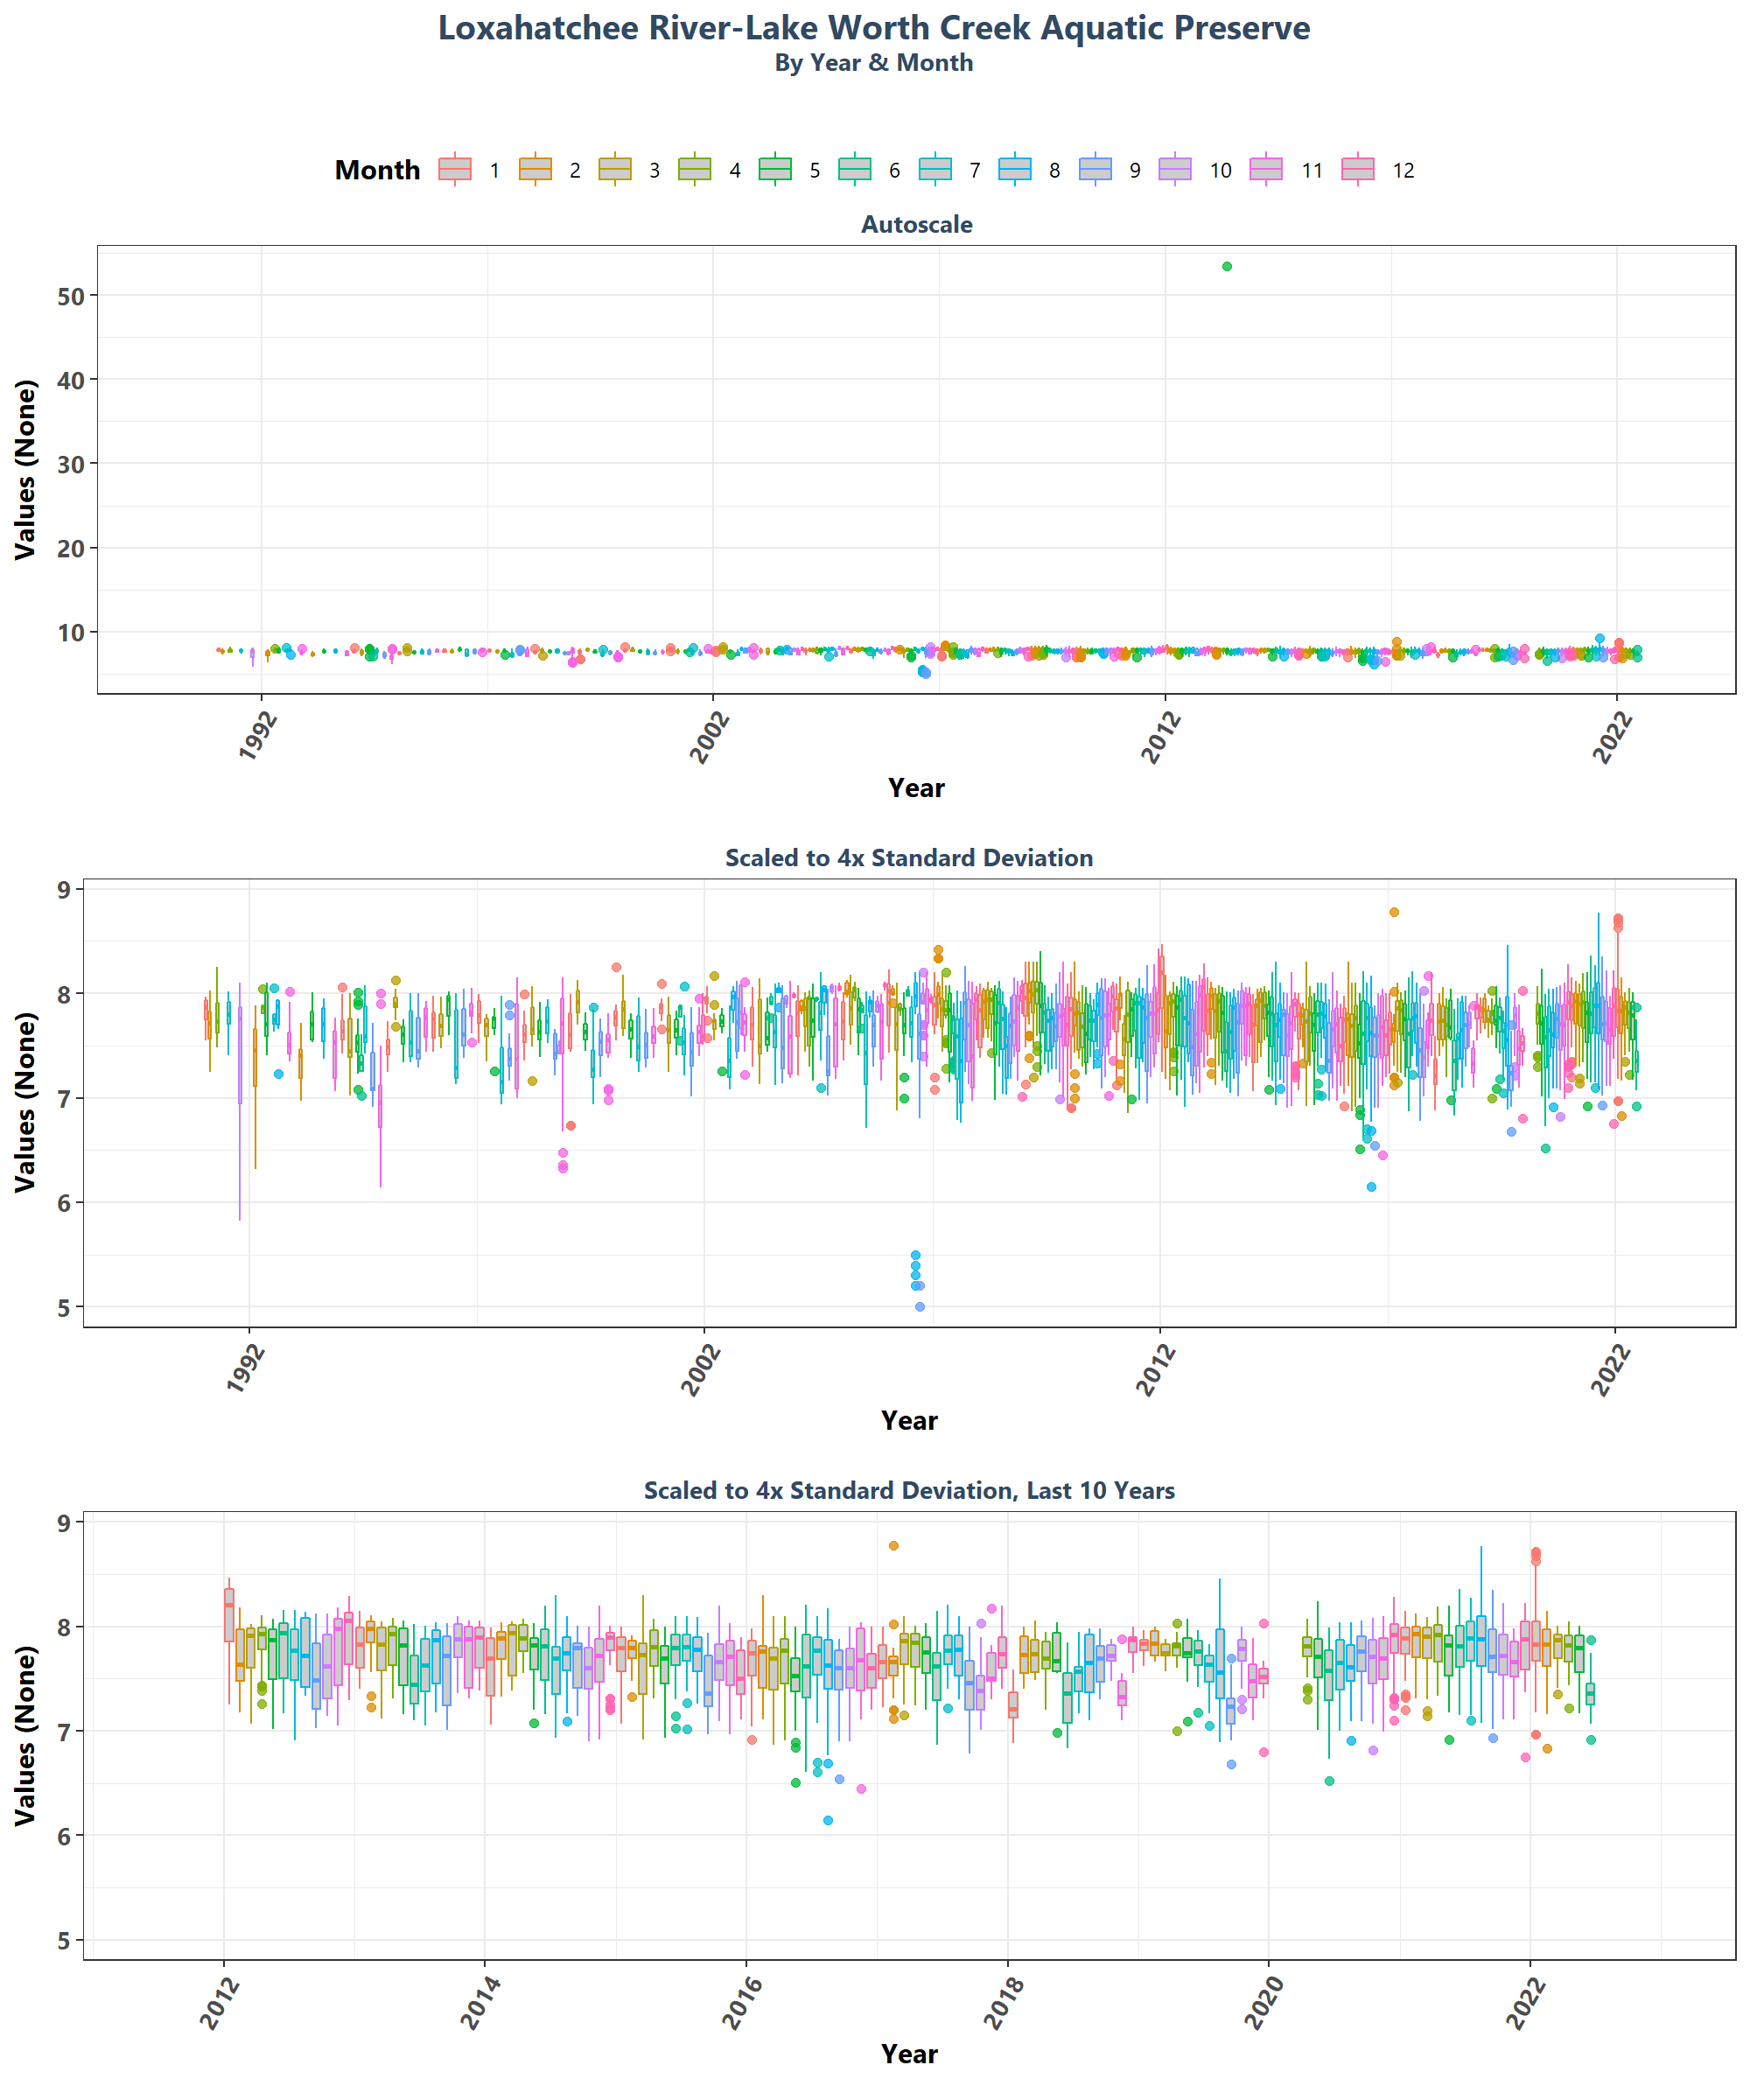 Loxahatchee River-Lake Worth Creek Aquatic Preserve
By Year & Month
Month 1 2 3 4 5 6 7 8 9 10 11 12
Autoscale
Values (None)
50
40
30
20
10
1992 2002 2012 2022
Year
Scaled to 4x Standard Deviation
Values (None)
9
8
7
6
5
1992 2002 2012 2022
Year
Scaled to 4x Standard Deviation, Last 10 Years
Values (None)
9
8
7
6
5
2012 2014 2016 2018 2020 2022
Year